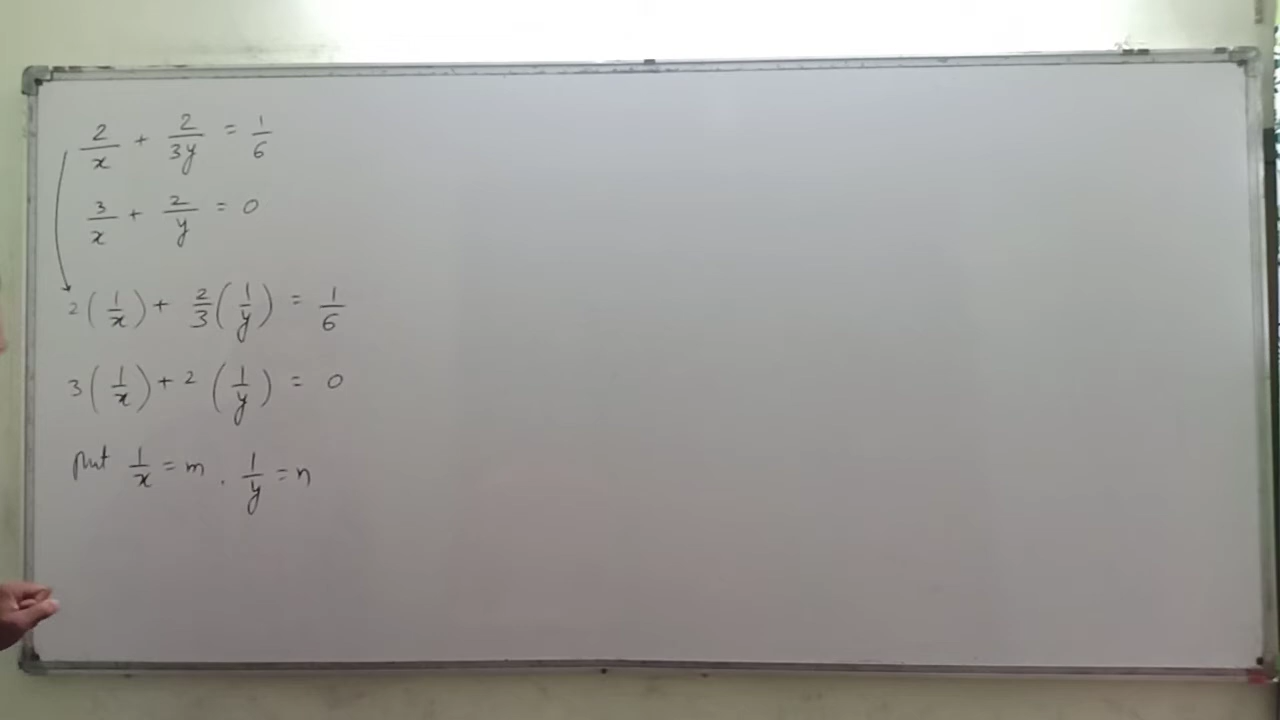 2/x + 2/3y = 1/6
3/x + 2/y = 0
2(1/x) + 2/3(1/y) = 1/6
3(1/x) + 2(1/y) = 0
put 1/x = m . 1/y = n